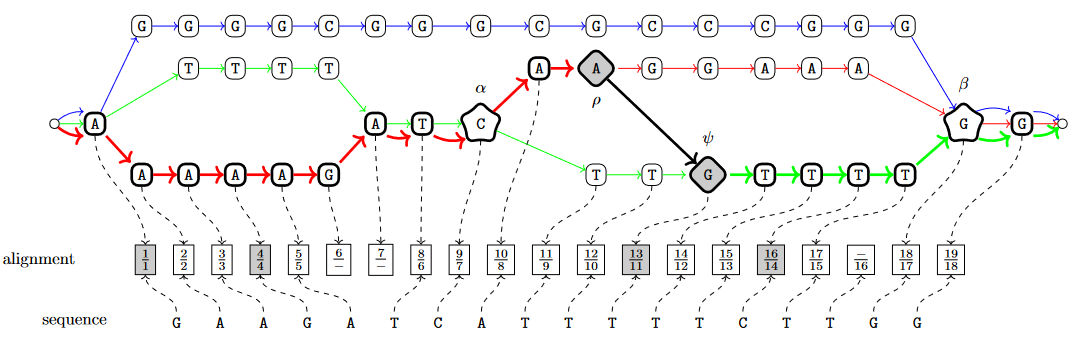 G G G G C G G G C G C C C G G G
T T T T A A G G A A A
α β
ρ
A A T C G G
ψ
A A A A G T T G T T T T
alignment 1/1 2/2 3/3 4/4 5/5 6/− 7/− 8/6 9/7 10/8 11/9 12/10 13/11 14/12 15/13 16/14 17/15 −/16 18/17 19/18
sequence G A A G A T C A T T T T T C T T G G